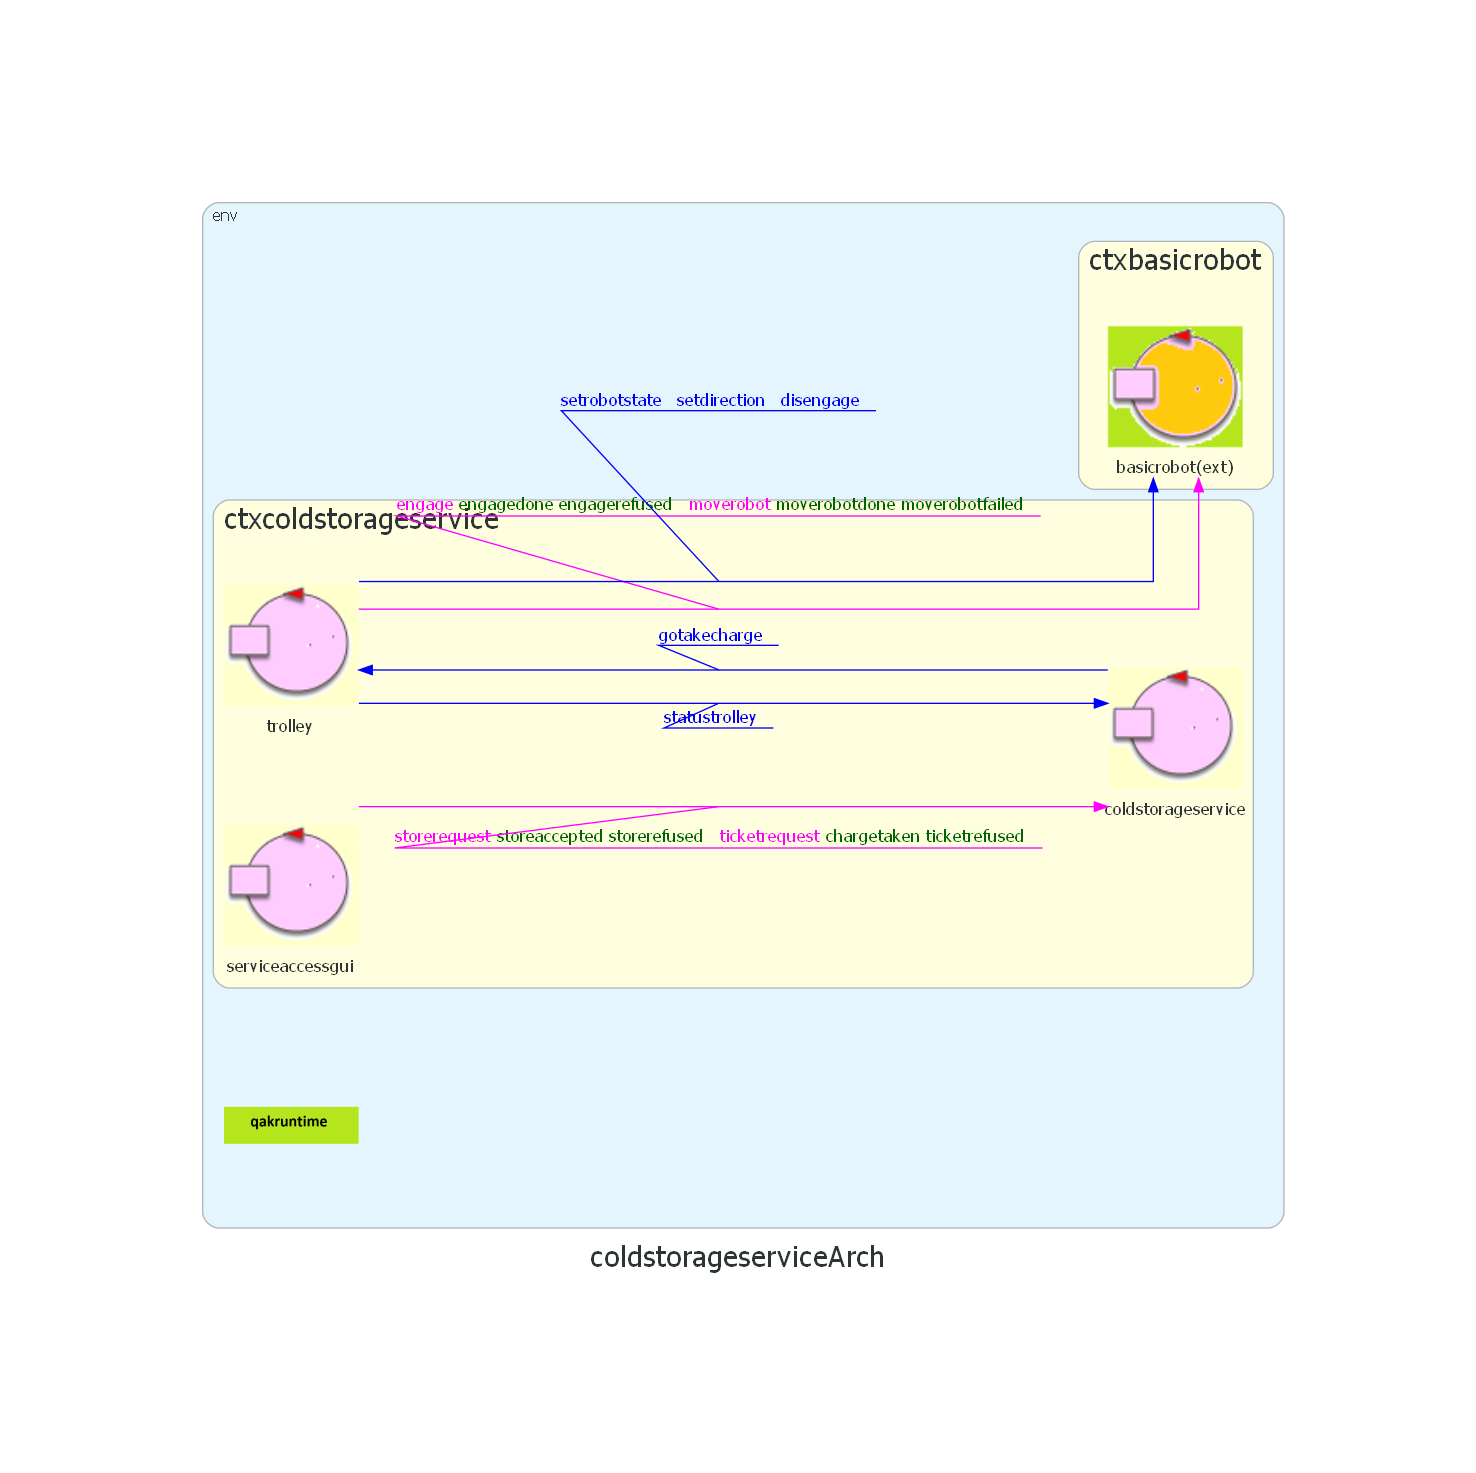 env
ctxbasicrobot
basicrobot(ext)
setrobotstate setdirection disengage
engage engagedone engagerefused moverobot moverobotdone moverobotfailed
ctxcoldstorageservice
gotakecharge
statustrolley
trolley
coldstorageservice
storerequest storeaccepted storerefused ticketrequest chargetaken ticketrefused
serviceaccessgui
qakruntime
coldstorageserviceArch